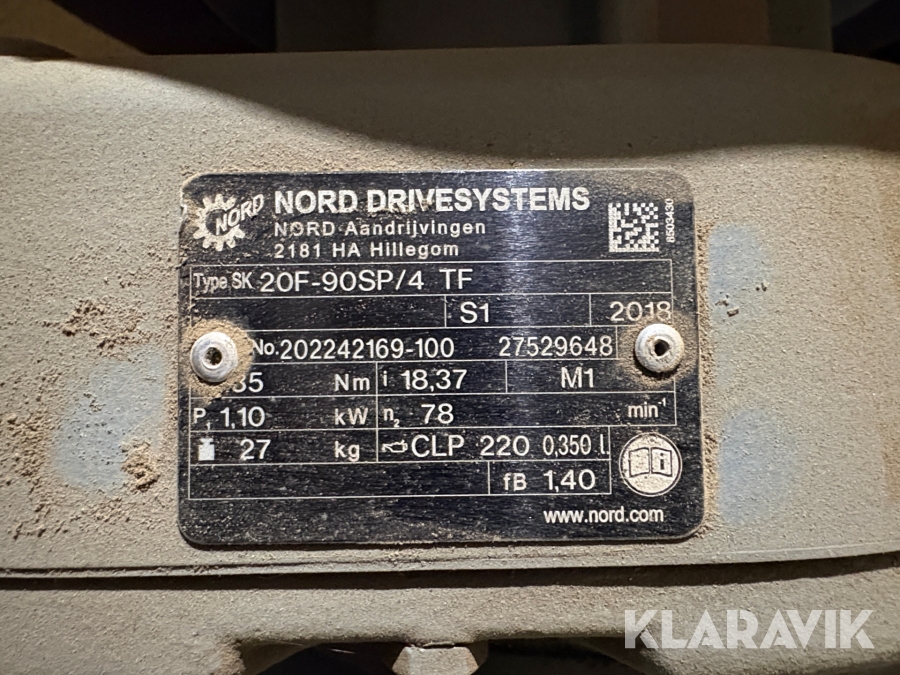 NORD
NORD DRIVESYSTEMS
NORD Aandrijvingen
2181 HA Hillegom
8503430
Type SK 20F-90SP/4 TF
S1 2018
No. 202242169-100 27529648
Nm i 18,37 M1
P1 1,10 kW n2 78 min-1
27 kg CLP 220 0,350 l
fB 1,40
www.nord.com
KLARAVIK